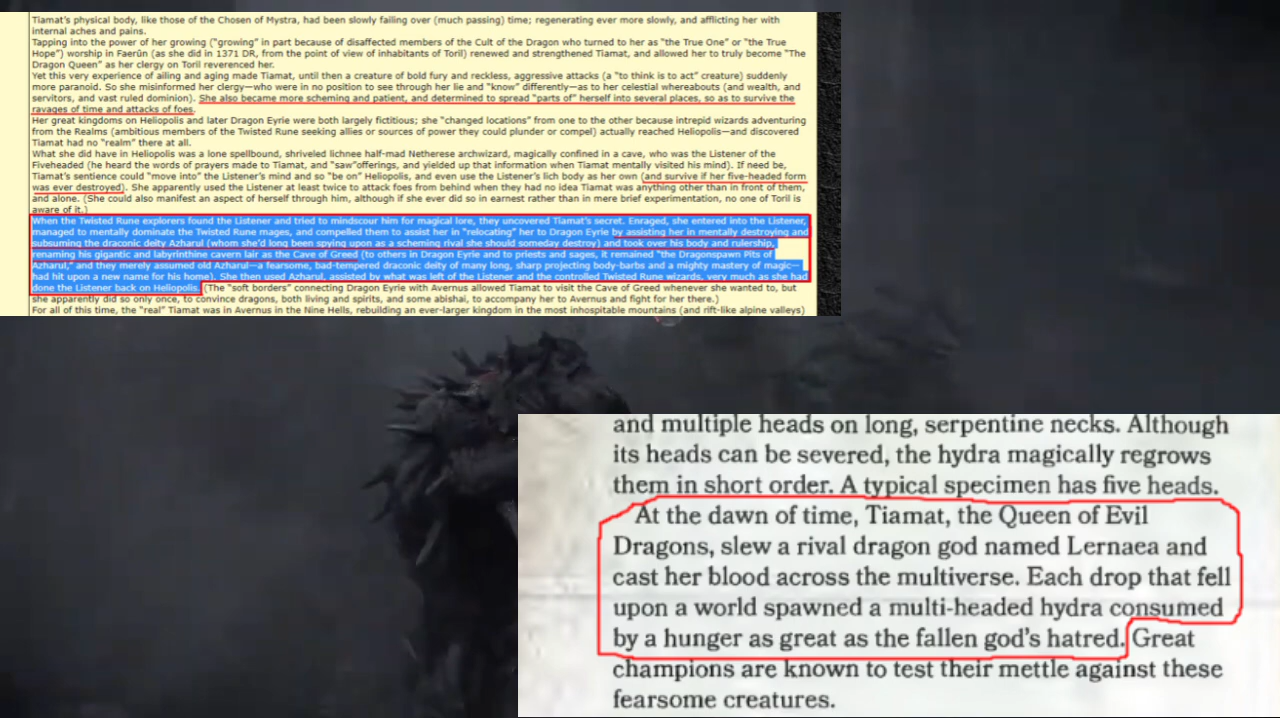 Tiamat's physical body, like those of the Chosen of Mystra, had been slowly failing over (much passing) time; regenerating ever more slowly, and afflicting her with
internal aches and pains.
Tapping into the power of her growing ("growing" in part because of disaffected members of the Cult of the Dragon who turned to her as "the True One" or "the True
Hope") worship in Faerûn (as she did in 1371 DR, from the point of view of inhabitants of Toril) renewed and strengthened Tiamat, and allowed her to truly become "The
Dragon Queen" as her clergy on Toril reverenced her.
Yet this very experience of ailing and aging made Tiamat, until then a creature of bold fury and reckless, aggressive attacks (a "to think is to act" creature) suddenly
more paranoid. So she misinformed her clergy—who were in no position to see through her lie and "know" differently—as to her celestial whereabouts (and wealth, and
servitors, and vast ruled dominion). She also became more scheming and patient, and determined to spread "parts of" herself into several places, so as to survive the
ravages of time and attacks of foes.
Her great kingdoms on Heliopolis and later Dragon Eyrie were both largely fictitious; she "changed locations" from one to the other because intrepid wizards adventuring
from the Realms (ambitious members of the Twisted Rune seeking allies or sources of power they could plunder or compel) actually reached Heliopolis—and discovered
Tiamat had no "realm" there at all.
What she did have in Heliopolis was a lone spellbound, shriveled lichnee half-mad Netherese archwizard, magically confined in a cave, who was the Listener of the
Fiveheaded (he heard the words of prayers made to Tiamat, and "saw"offerings, and yielded up that information when Tiamat mentally visited his mind). If need be,
Tiamat's sentience could "move into" the Listener's mind and so "be on" Heliopolis, and even use the Listener's lich body as her own (and survive if her five-headed form
was ever destroyed). She apparently used the Listener at least twice to attack foes from behind when they had no idea Tiamat was anything other than in front of them,
and alone. (She could also manifest an aspect of herself through him, although if she ever did so in earnest rather than in mere brief experimentation, no one of Toril is
aware of it.)
When the Twisted Rune explorers found the Listener and tried to mindscour him for magical lore, they uncovered Tiamat's secret. Enraged, she entered into the Listener,
managed to mentally dominate the Twisted Rune mages, and compelled them to assist her in "relocating" her to Dragon Eyrie by assisting her in mentally destroying and
subsuming the draconic deity Azharul (whom she'd long been spying upon as a scheming rival she should someday destroy) and took over his body and rulership,
renaming his gigantic and labyrinthine cavern lair as the Cave of Greed (to others in Dragon Eyrie and to priests and sages, it remained "the Dragonspawn Pits of
Azharul," and they merely assumed old Azharul—a fearsome, bad-tempered draconic deity of many long, sharp projecting body-barbs and a mighty mastery of magic—
had hit upon a new name for his home). She then used Azharul, assisted by what was left of the Listener and the controlled Twisted Rune wizards, very much as she had
done the Listener back on Heliopolis. (The "soft borders" connecting Dragon Eyrie with Avernus allowed Tiamat to visit the Cave of Greed whenever she wanted to, but
she apparently did so only once, to convince dragons, both living and spirits, and some abishai, to accompany her to Avernus and fight for her there.)
For all of this time, the "real" Tiamat was in Avernus in the Nine Hells, rebuilding an ever-larger kingdom in the most inhospitable mountains (and rift-like alpine valleys)
and multiple heads on long, serpentine necks. Although
its heads can be severed, the hydra magically regrows
them in short order. A typical specimen has five heads.
At the dawn of time, Tiamat, the Queen of Evil
Dragons, slew a rival dragon god named Lernaea and
cast her blood across the multiverse. Each drop that fell
upon a world spawned a multi-headed hydra consumed
by a hunger as great as the fallen god's hatred. Great
champions are known to test their mettle against these
fearsome creatures.